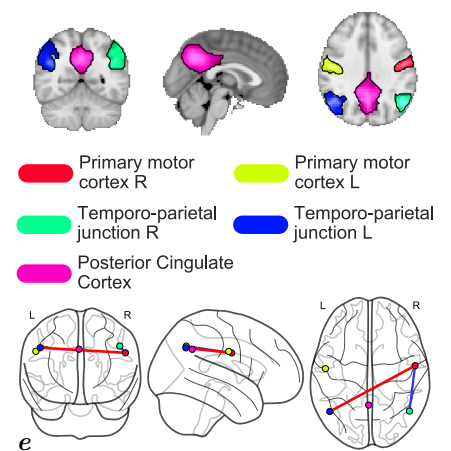 Primary motor
cortex R
Primary motor
cortex L
Temporo-parietal
junction R
Temporo-parietal
junction L
Posterior Cingulate
Cortex
L R
L R
e